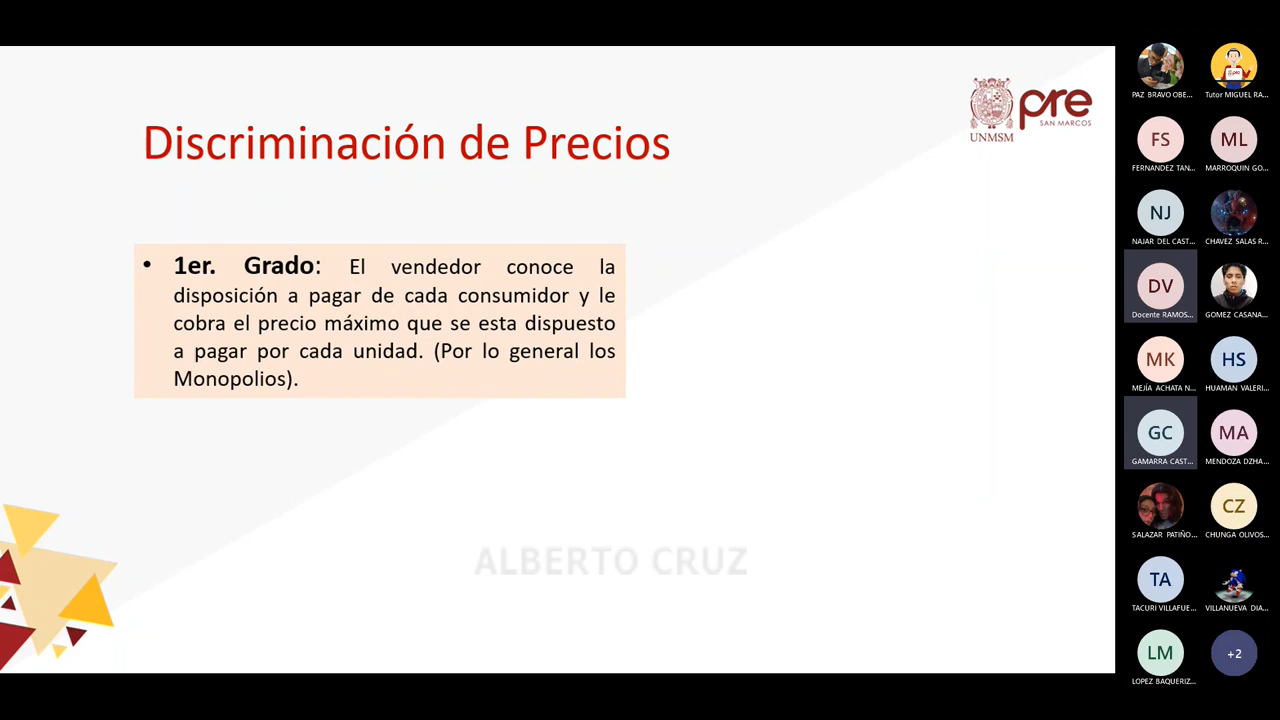 Discriminación de Precios
UNMSM
pre
SAN MARCOS
• 1er. Grado: El vendedor conoce la
disposición a pagar de cada consumidor y le
cobra el precio máximo que se esta dispuesto
a pagar por cada unidad. (Por lo general los
Monopolios).
ALBERTO CRUZ
PAZ BRAVO OBE...
Tutor MIGUEL RA...
FS
FERNANDEZ TAN...
ML
MARROQUIN GO...
NJ
NAJAR DEL CAST...
CHAVEZ SALAS R...
DV
Docente RAMOS...
GOMEZ CASANA...
MK
MEJÍA ACHATA N...
HS
HUAMAN VALERI...
GC
GAMARRA CAST...
MA
MENDOZA DZHA...
SALAZAR PATIÑO...
CZ
CHUNGA OLIVOS...
TA
TACURI VILLAFUE...
VILLANUEVA DIA...
LM
LOPEZ BAQUERIZ...
+2